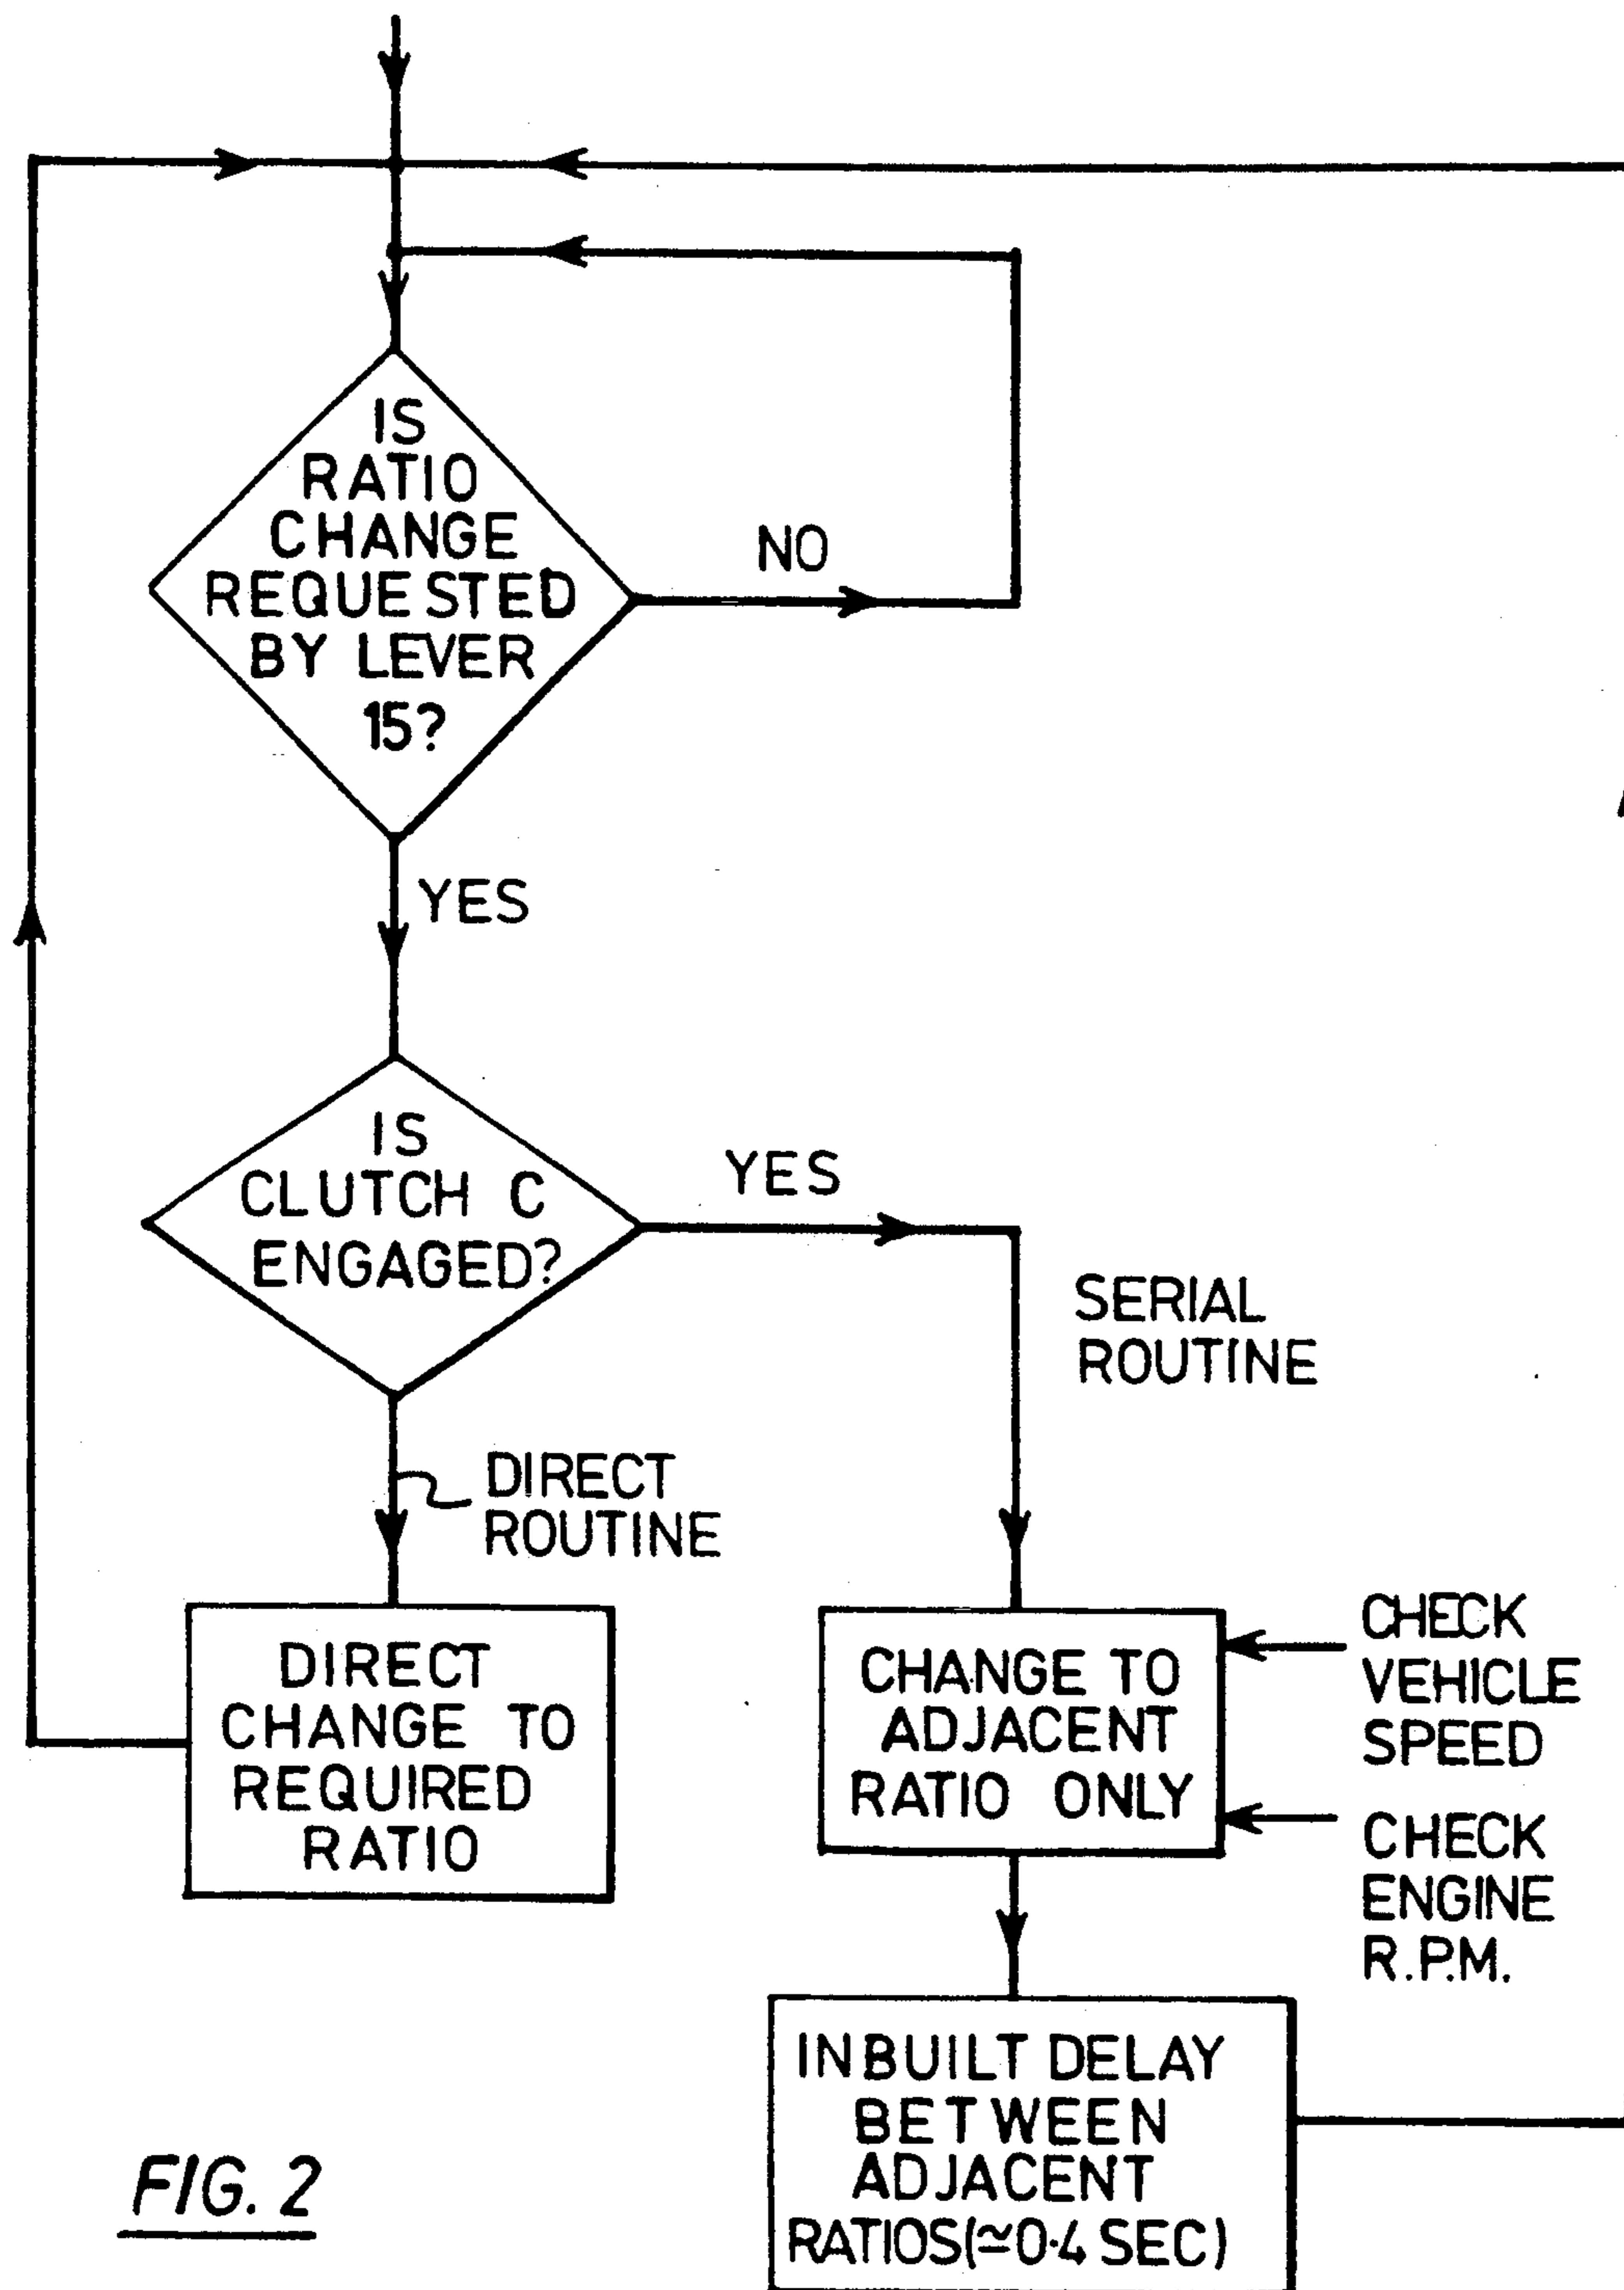 IS
RATIO
CHANGE
REQUESTED
BY LEVER
15?
NO
YES
IS
CLUTCH C
ENGAGED?
YES
SERIAL
ROUTINE
DIRECT
ROUTINE
DIRECT
CHANGE TO
REQUIRED
RATIO
CHANGE TO
ADJACENT
RATIO ONLY
CHECK
VEHICLE
SPEED
CHECK
ENGINE
R.P.M.
INBUILT DELAY
BETWEEN
ADJACENT
RATIOS(≃0·4 SEC)
FIG. 2